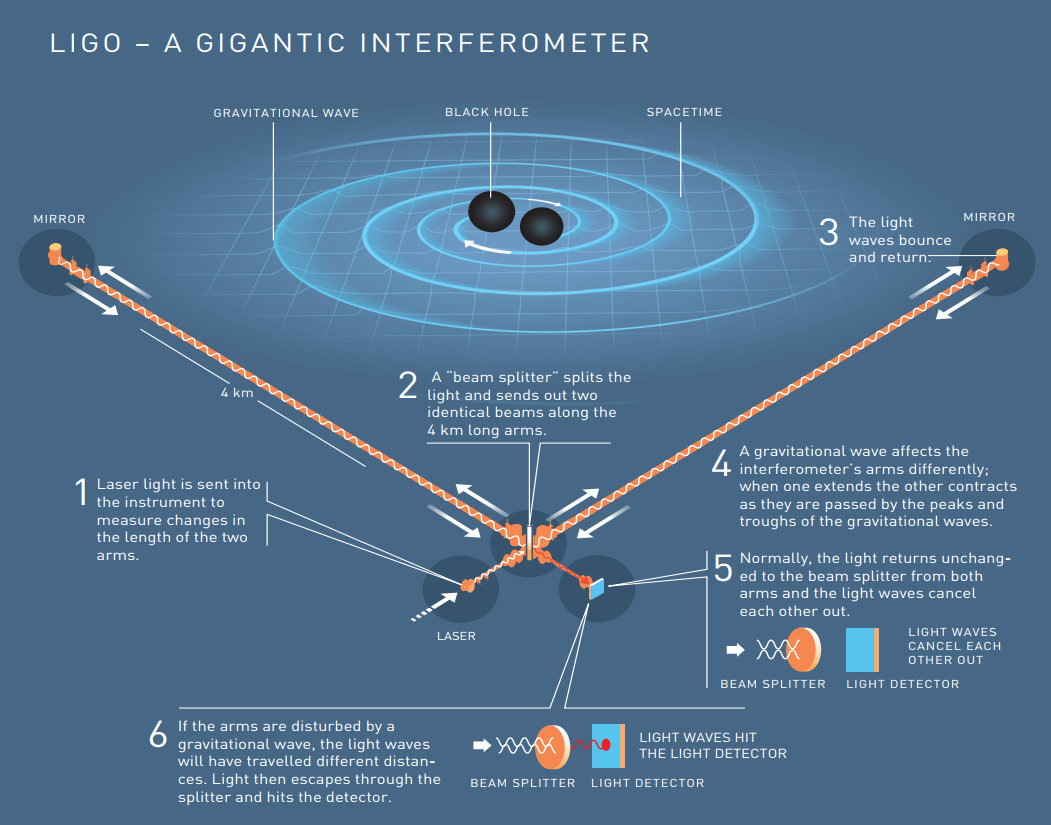 LIGO – A GIGANTIC INTERFEROMETER
GRAVITATIONAL WAVE
BLACK HOLE
SPACETIME
MIRROR
3 The light
waves bounce
and return.
MIRROR
4 km
2 A “beam splitter” splits the
light and sends out two
identical beams along the
4 km long arms.
1 Laser light is sent into
the instrument to
measure changes in
the length of the two
arms.
4 A gravitational wave affects the
interferometer’s arms differently;
when one extends the other contracts
as they are passed by the peaks and
troughs of the gravitational waves.
LASER
5 Normally, the light returns unchang-
ed to the beam splitter from both
arms and the light waves cancel
each other out.
LIGHT WAVES
CANCEL EACH
OTHER OUT
BEAM SPLITTER
LIGHT DETECTOR
6 If the arms are disturbed by a
gravitational wave, the light waves
will have travelled different distan-
ces. Light then escapes through the
splitter and hits the detector.
LIGHT WAVES HIT
THE LIGHT DETECTOR
BEAM SPLITTER
LIGHT DETECTOR